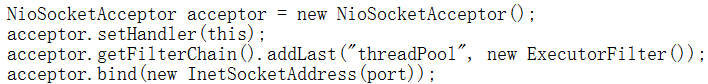 NioSocketAcceptor acceptor = new NioSocketAcceptor();
acceptor.setHandler(this);
acceptor.getFilterChain().addLast("threadPool", new ExecutorFilter());
acceptor.bind(new InetSocketAddress(port));